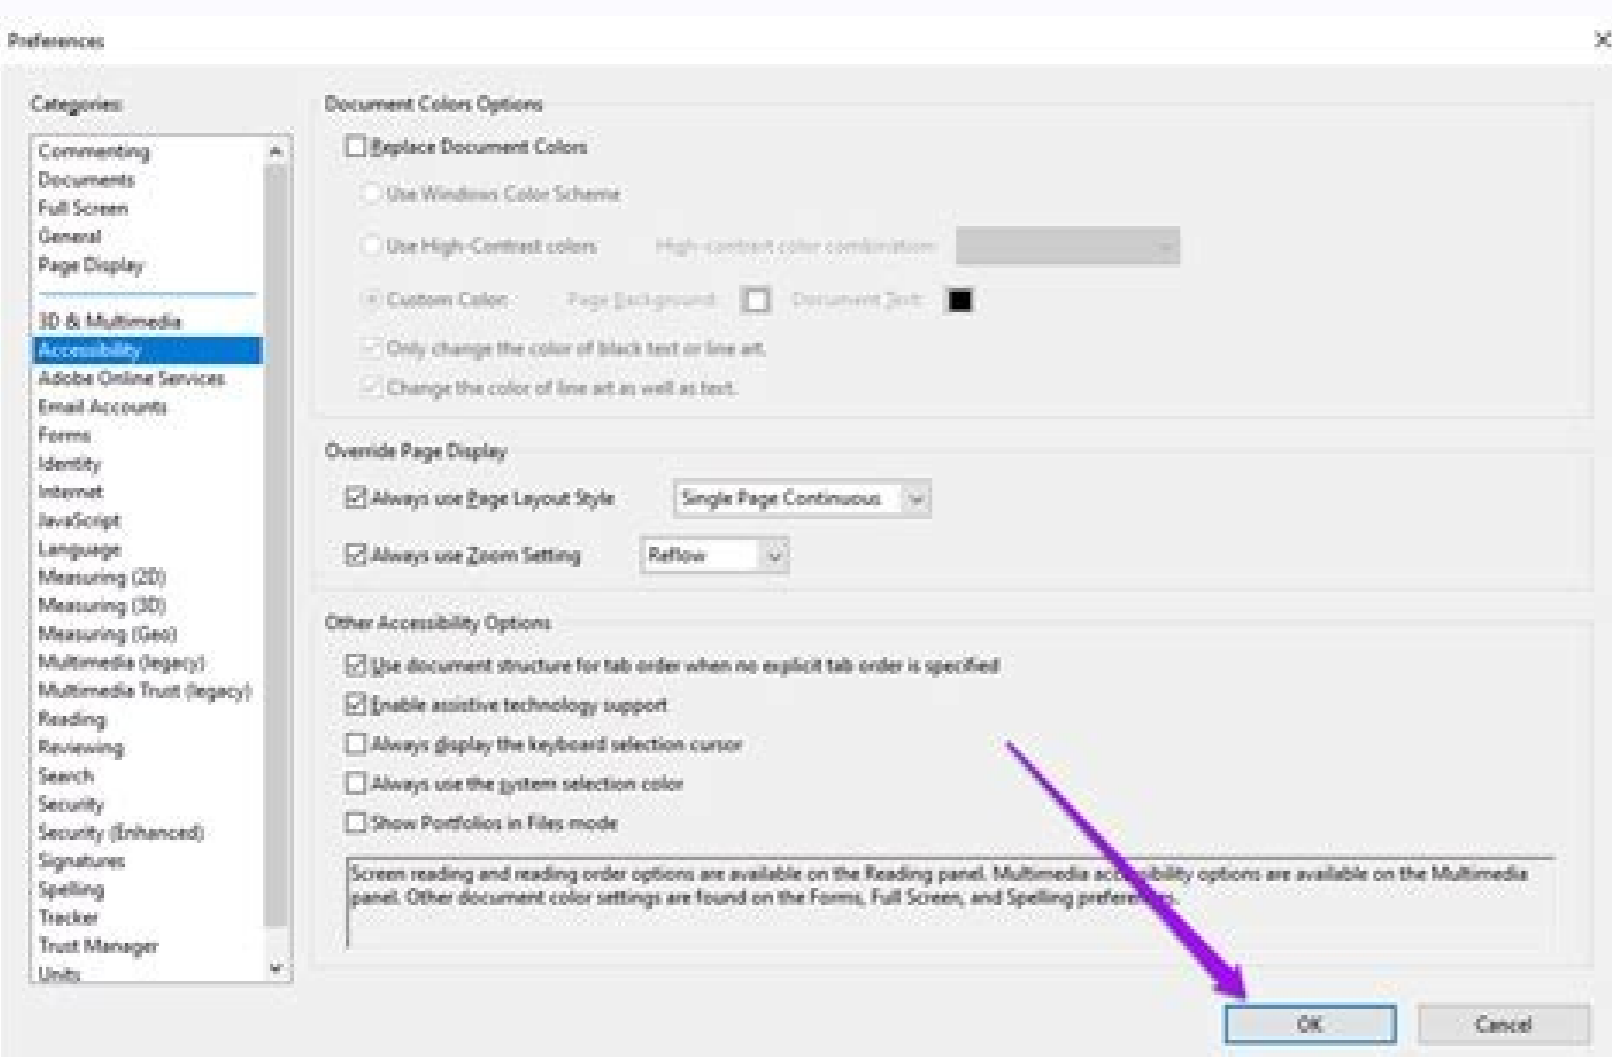 Preferences
Categories:
Commenting
Documents
Full Screen
General
Page Display
3D & Multimedia
Accessibility
Adobe Online Services
Email Accounts
Forms
Identity
Internet
JavaScript
Language
Measuring (2D)
Measuring (3D)
Measuring (Geo)
Multimedia (legacy)
Multimedia Trust (legacy)
Reading
Reviewing
Search
Security
Security (Enhanced)
Signatures
Spelling
Tracker
Trust Manager
Units
Document Colors Options
Replace Document Colors
Use Windows Color Scheme
Use High-Contrast colors High-contrast color combination:
Custom Color: Page Background: Document Text:
Only change the color of black text or line art.
Change the color of line art as well as text.
Override Page Display
Always use Page Layout Style Single Page Continuous
Always use Zoom Setting Reflow
Other Accessibility Options
Use document structure for tab order when no explicit tab order is specified
Enable assistive technology support
Always display the keyboard selection cursor
Always use the system selection color
Show Portfolios in Files mode
Screen reading and reading order options are available on the Reading panel. Multimedia accessibility options are available on the Multimedia
panel. Other document color settings are found on the Forms, Full Screen, and Spelling preferences.
OK Cancel